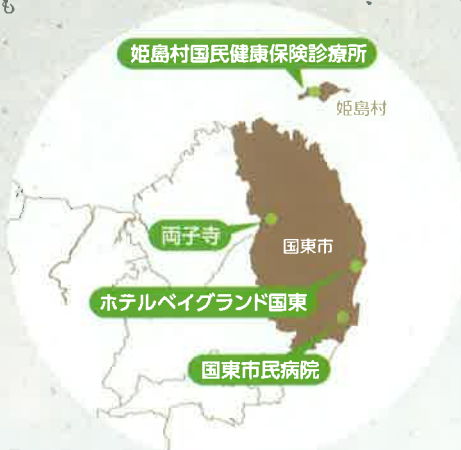 も
姫島村国民健康保険診療所
姫島村
両子寺
国東市
ホテルベイグランド国東
国東市民病院